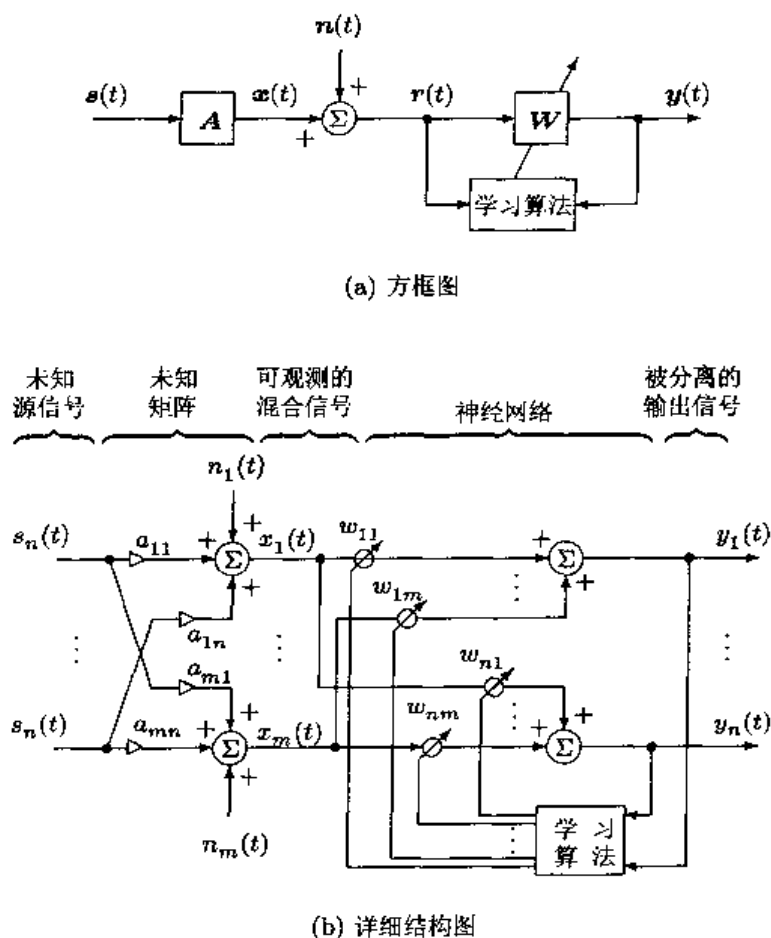 n(t)
s(t)
x(t)
r(t)
y(t)
A
+
+
Σ
W
学习算法
(a) 方框图
未知
源信号
未知
矩阵
可观测的
混合信号
神经网络
被分离的
输出信号
n₁(t)
sₙ(t)
a₁₁
+
+
Σ
+
x₁(t)
w₁₁
+
Σ
+
y₁(t)
w₁ₘ
a₁ₙ
aₘ₁
wₙ₁
sₙ(t)
aₘₙ
+
+
Σ
+
xₘ(t)
wₙₘ
+
+
Σ
yₙ(t)
nₘ(t)
学 习
算 法
(b) 详细结构图